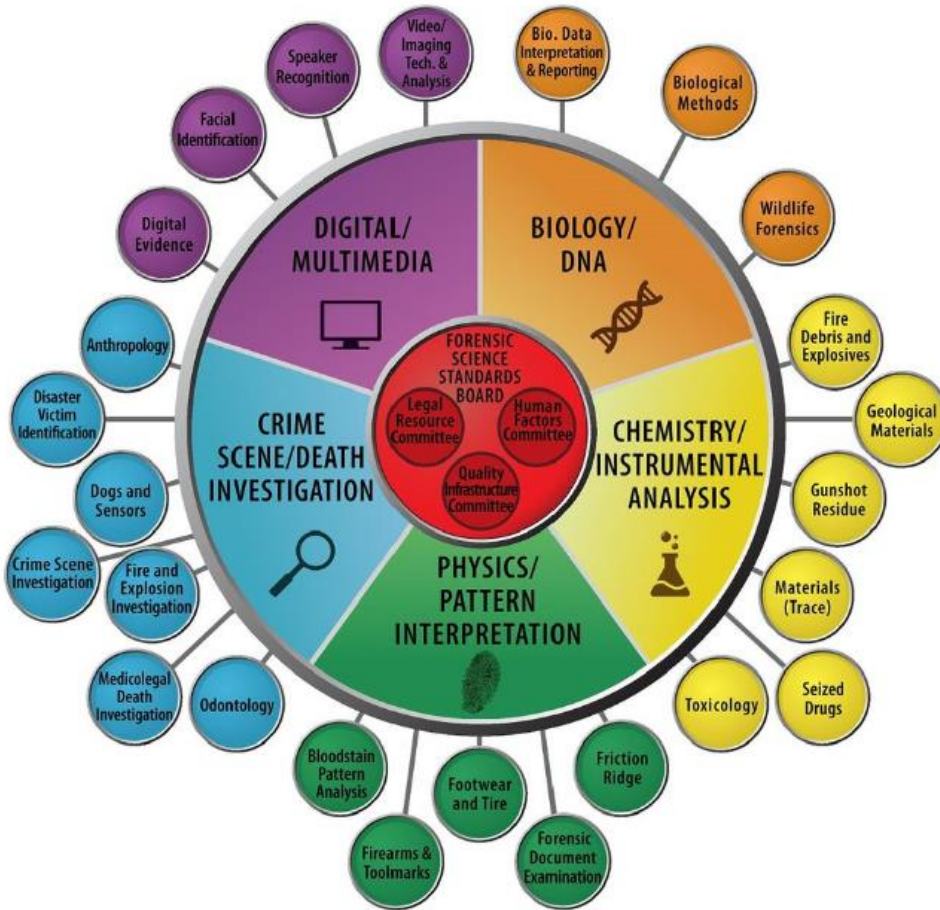 Video/
Imaging
Tech. &
Analysis
Speaker
Recognition
Facial
Identification
Digital
Evidence
Bio. Data
Interpretation
& Reporting
Biological
Methods
Wildlife
Forensics
DIGITAL/
MULTIMEDIA
BIOLOGY/
DNA
FORENSIC
SCIENCE
STANDARDS
BOARD
Legal
Resource
Committee
Human
Factors
Committee
Quality
Infrastructure
Committee
CRIME
SCENE/DEATH
INVESTIGATION
CHEMISTRY/
INSTRUMENTAL
ANALYSIS
PHYSICS/
PATTERN
INTERPRETATION
Anthropology
Disaster
Victim
Identification
Dogs and
Sensors
Crime Scene
Investigation
Fire and
Explosion
Investigation
Medicolegal
Death
Investigation
Odontology
Fire
Debris and
Explosives
Geological
Materials
Gunshot
Residue
Materials
(Trace)
Seized
Drugs
Toxicology
Bloodstain
Pattern
Analysis
Firearms &
Toolmarks
Footwear
and Tire
Forensic
Document
Examination
Friction
Ridge